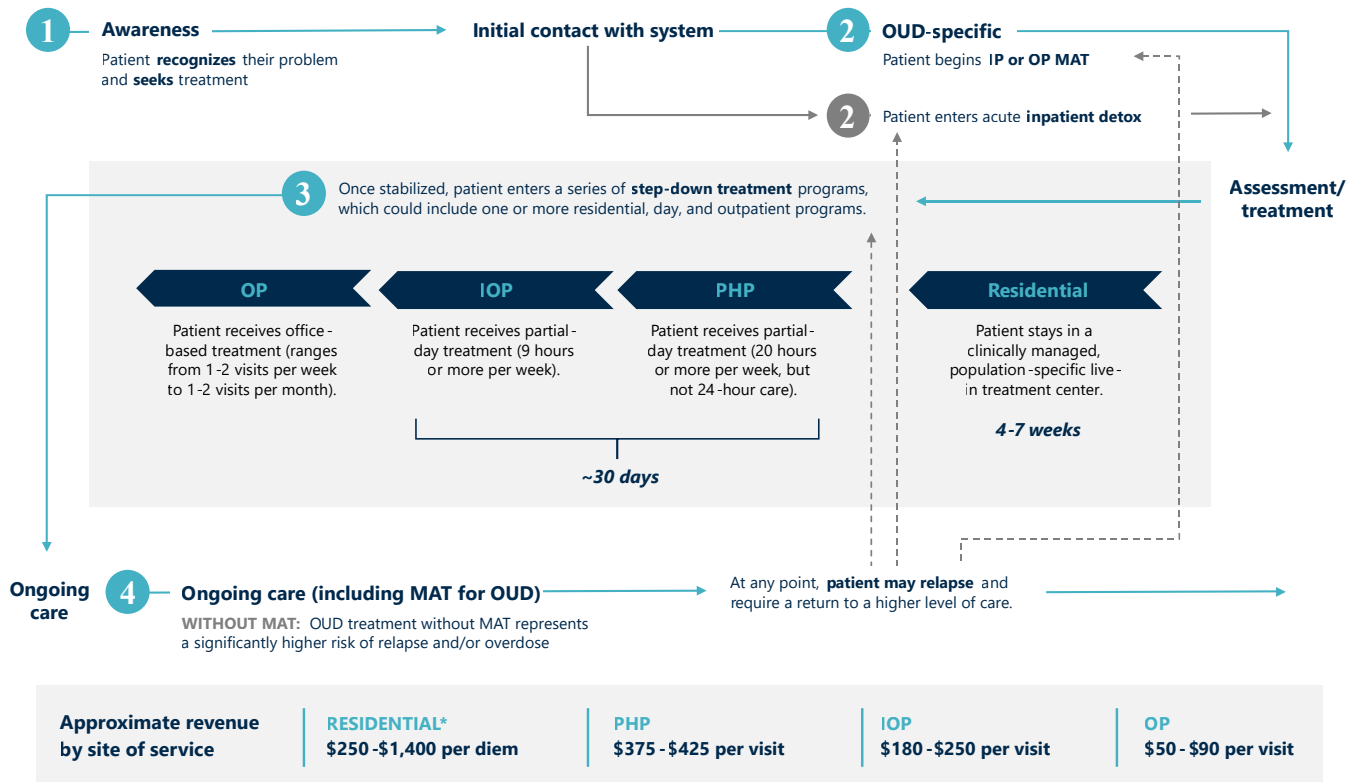 1
Awareness
Patient recognizes their problem
and seeks treatment
Initial contact with system
2
OUD-specific
Patient begins IP or OP MAT
2
Patient enters acute inpatient detox
Assessment/
treatment
3
Once stabilized, patient enters a series of step-down treatment programs,
which could include one or more residential, day, and outpatient programs.
OP
Patient receives office-
based treatment (ranges
from 1-2 visits per week
to 1-2 visits per month).
IOP
Patient receives partial-
day treatment (9 hours
or more per week).
PHP
Patient receives partial-
day treatment (20 hours
or more per week, but
not 24-hour care).
~30 days
Residential
Patient stays in a
clinically managed,
population-specific live-
in treatment center.
4-7 weeks
Ongoing
care
4
Ongoing care (including MAT for OUD)
WITHOUT MAT: OUD treatment without MAT represents
a significantly higher risk of relapse and/or overdose
At any point, patient may relapse and
require a return to a higher level of care.
Approximate revenue
by site of service
RESIDENTIAL*
$250-$1,400 per diem
PHP
$375-$425 per visit
IOP
$180-$250 per visit
OP
$50-$90 per visit